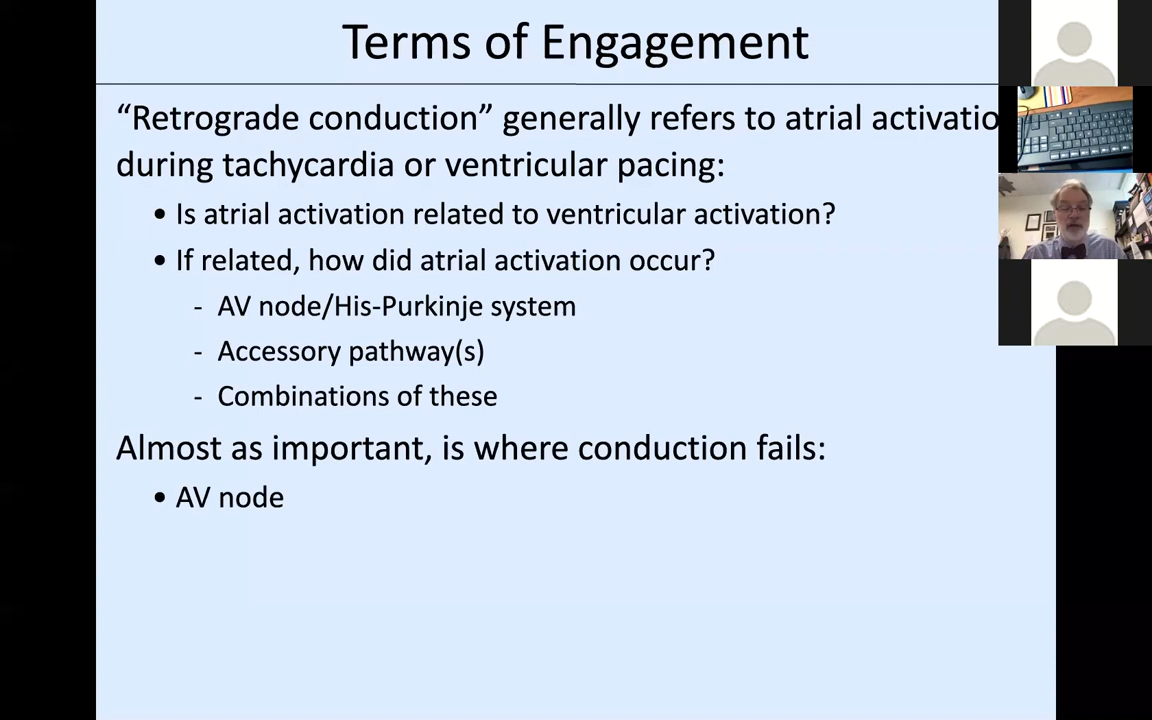 Terms of Engagement
“Retrograde conduction” generally refers to atrial activatio
during tachycardia or ventricular pacing:
• Is atrial activation related to ventricular activation?
• If related, how did atrial activation occur?
- AV node/His-Purkinje system
- Accessory pathway(s)
- Combinations of these
Almost as important, is where conduction fails:
• AV node